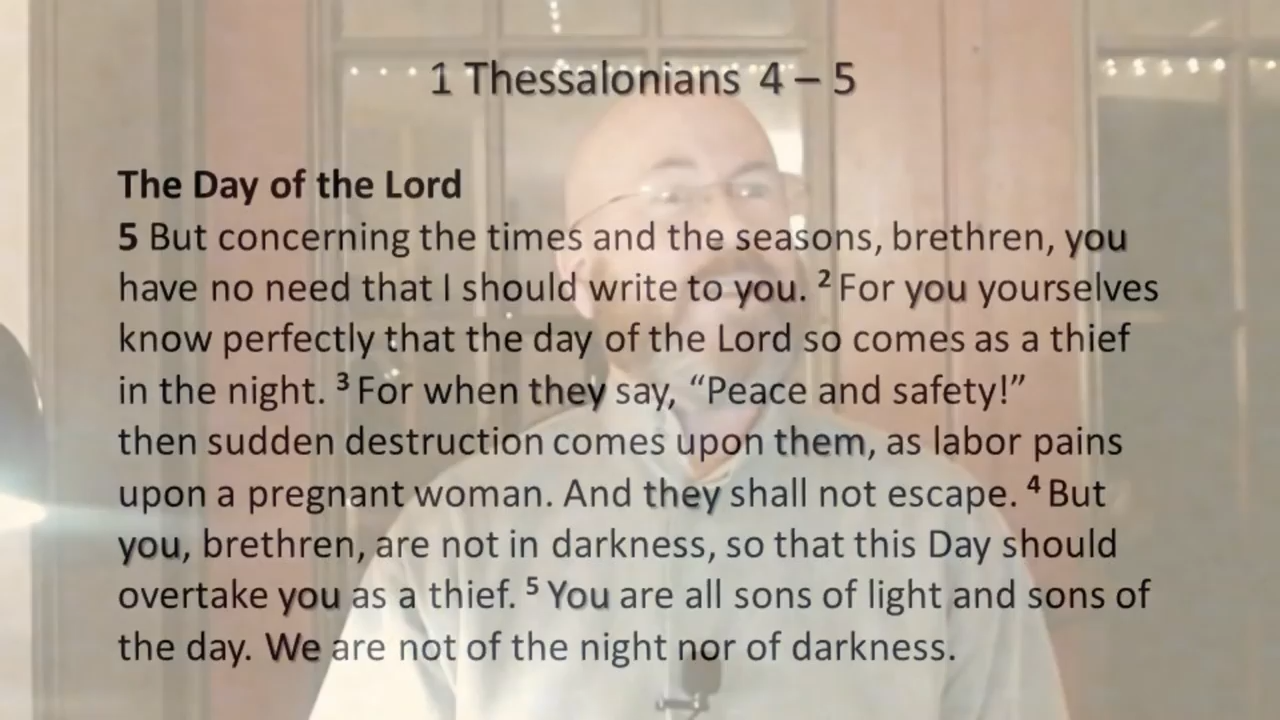 1 Thessalonians 4 – 5
The Day of the Lord
5 But concerning the times and the seasons, brethren, you
have no need that I should write to you. ² For you yourselves
know perfectly that the day of the Lord so comes as a thief
in the night. ³ For when they say, “Peace and safety!”
then sudden destruction comes upon them, as labor pains
upon a pregnant woman. And they shall not escape. ⁴ But
you, brethren, are not in darkness, so that this Day should
overtake you as a thief. ⁵ You are all sons of light and sons of
the day. We are not of the night nor of darkness.